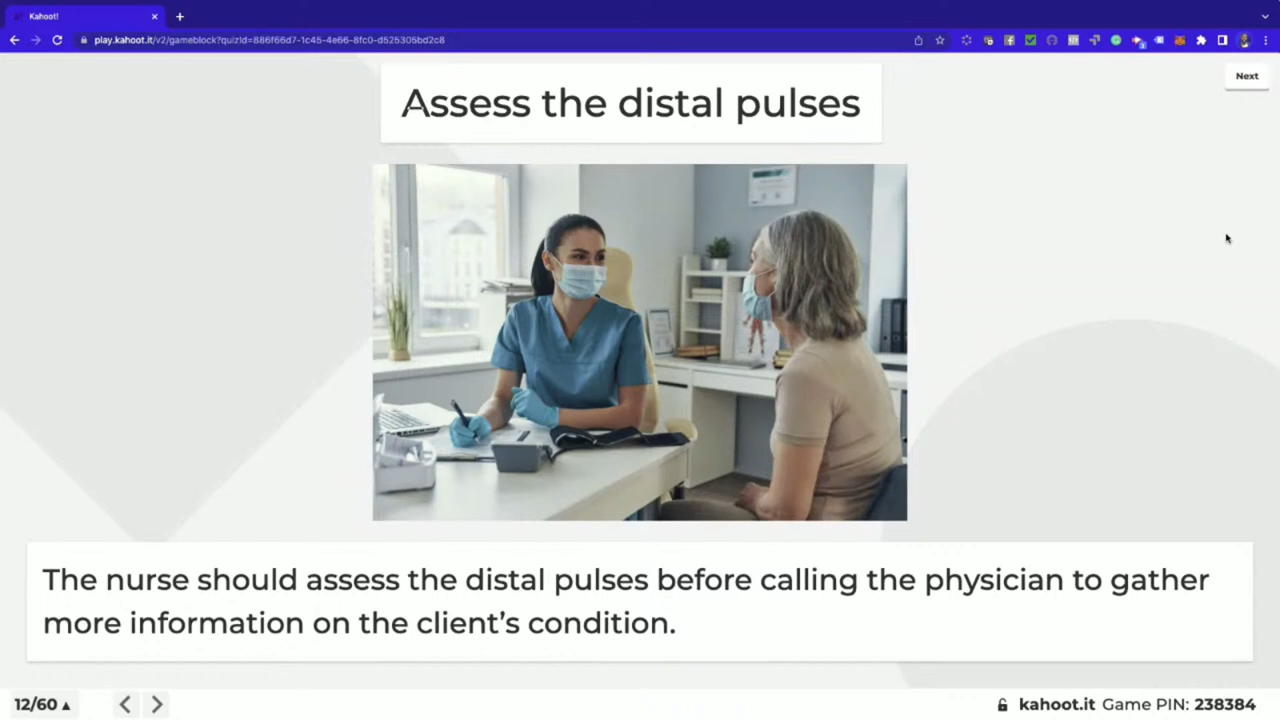 Kahoot!
play.kahoot.it/v2/gameblock?quizId=886f66d7-1c45-4e66-8fc0-d525305bd2c8
Next
Assess the distal pulses
The nurse should assess the distal pulses before calling the physician to gather
more information on the client’s condition.
12/60
kahoot.it Game PIN: 238384